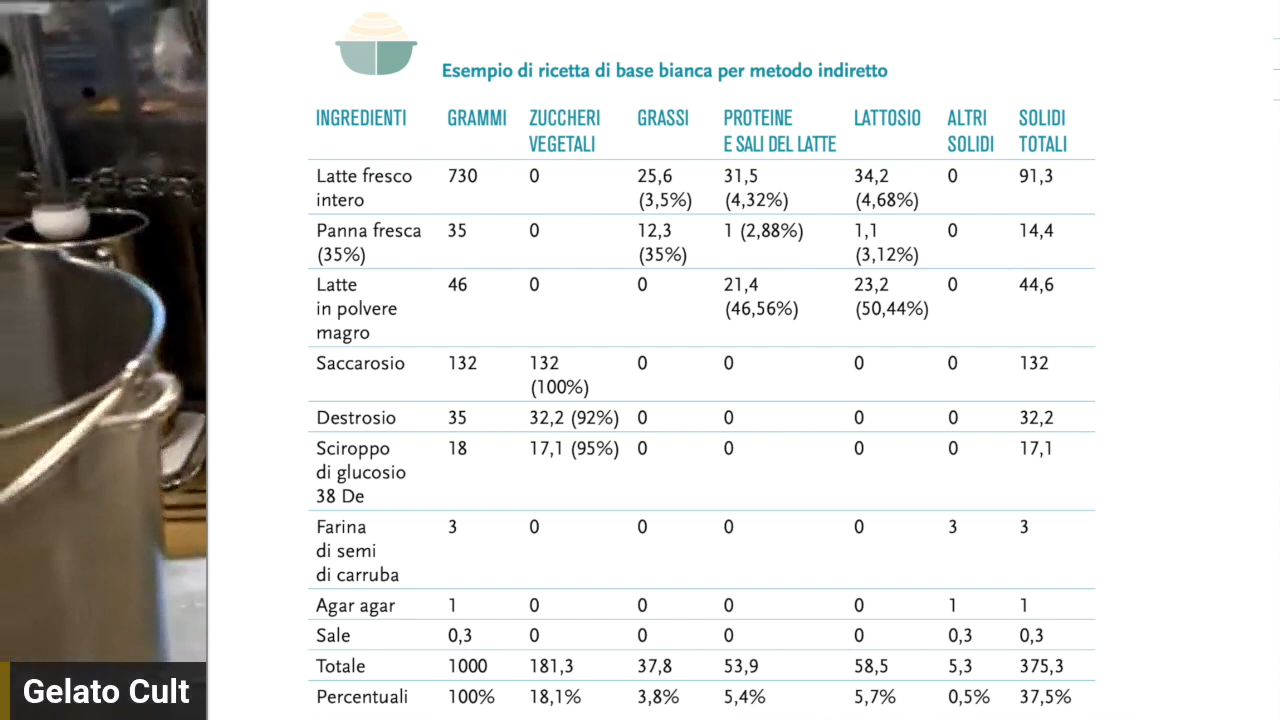 Esempio di ricetta di base bianca per metodo indiretto
INGREDIENTI GRAMMI ZUCCHERI VEGETALI GRASSI PROTEINE E SALI DEL LATTE LATTOSIO ALTRI SOLIDI SOLIDI TOTALI
Latte fresco intero 730 0 25,6 (3,5%) 31,5 (4,32%) 34,2 (4,68%) 0 91,3
Panna fresca (35%) 35 0 12,3 (35%) 1 (2,88%) 1,1 (3,12%) 0 14,4
Latte in polvere magro 46 0 0 21,4 (46,56%) 23,2 (50,44%) 0 44,6
Saccarosio 132 132 (100%) 0 0 0 0 132
Destrosio 35 32,2 (92%) 0 0 0 0 32,2
Sciroppo di glucosio 38 De 18 17,1 (95%) 0 0 0 0 17,1
Farina di semi di carruba 3 0 0 0 0 3 3
Agar agar 1 0 0 0 0 1 1
Sale 0,3 0 0 0 0 0,3 0,3
Totale 1000 181,3 37,8 53,9 58,5 5,3 375,3
Percentuali 100% 18,1% 3,8% 5,4% 5,7% 0,5% 37,5%
Gelato Cult